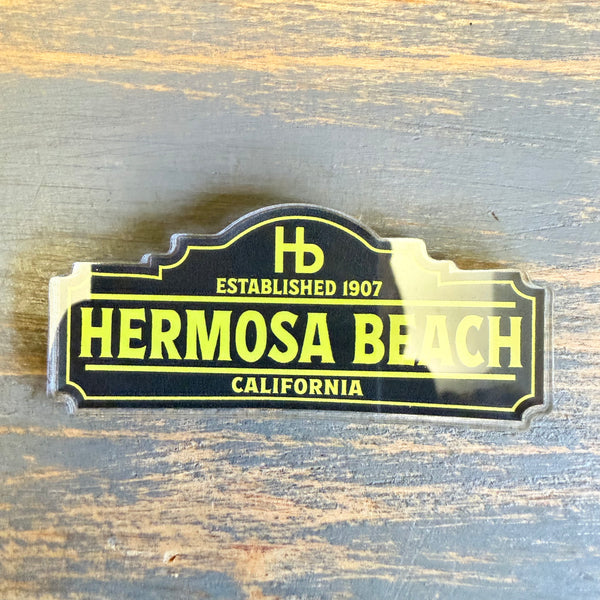 Hb
ESTABLISHED 1907
HERMOSA BEACH
CALIFORNIA